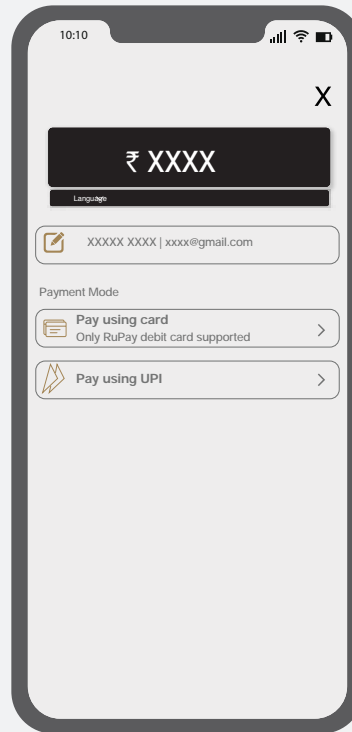 10:10
X
₹ XXXX
Language
XXXXX XXXX | xxxx@gmail.com
Payment Mode
Pay using card
Only RuPay debit card supported
Pay using UPI